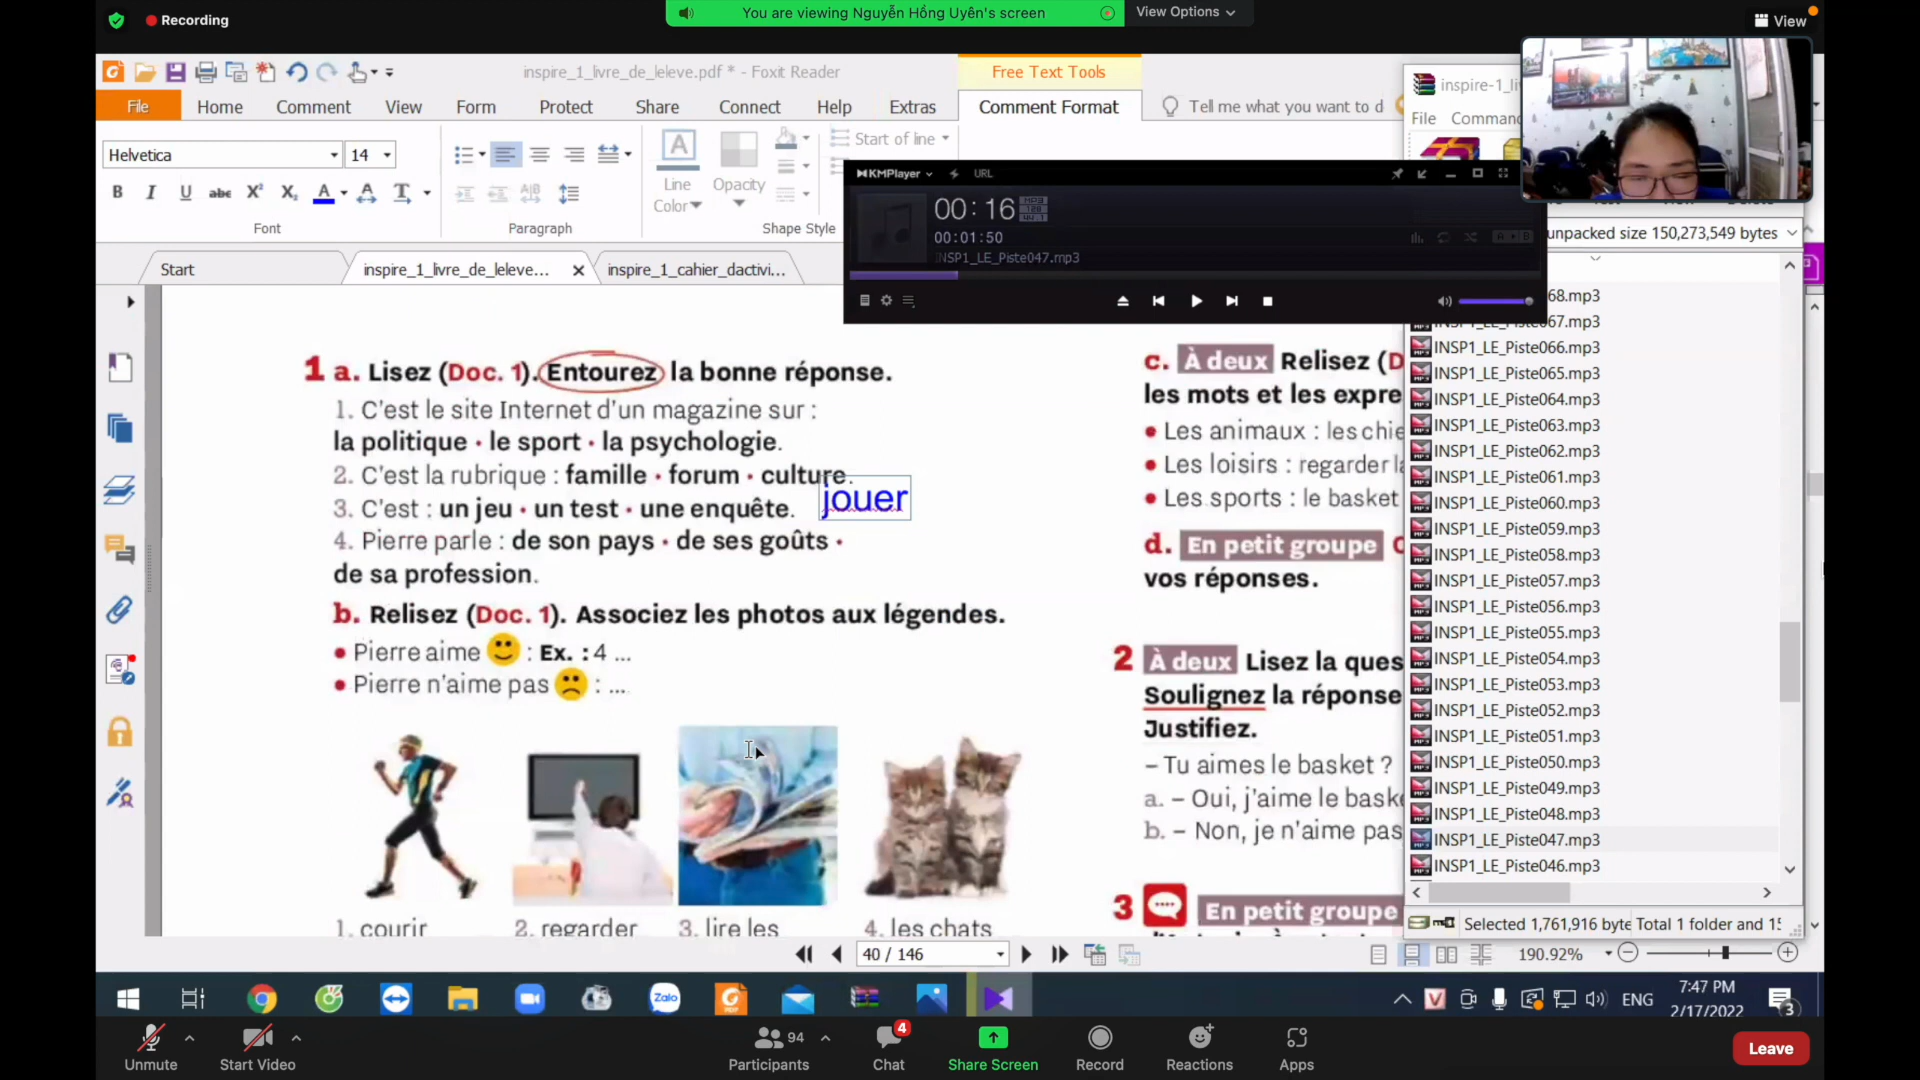 Recording
You are viewing Nguyễn Hồng Uyên's screen
View Options
View
inspire_1_livre_de_leleve.pdf * - Foxit Reader
Free Text Tools
inspire-1_li
File Home Comment View Form Protect Share Connect Help Extras Comment Format Tell me what you want to d
File
Helvetica
14
Start of line
Line Color
Opacity
Font
Paragraph
Shape Style
KMPlayer
URL
00:16
00:01:50
INSP1_LE_Piste047.mp3
unpacked size 150,273,549 bytes
Start
inspire_1_livre_de_leleve...
inspire_1_cahier_dactivi...
1 a. Lisez (Doc. 1). Entourez la bonne réponse.
1. C'est le site Internet d'un magazine sur :
la politique • le sport • la psychologie.
2. C'est la rubrique : famille • forum • culture.
3. C'est : un jeu • un test • une enquête.
jouer
4. Pierre parle : de son pays • de ses goûts •
de sa profession.
b. Relisez (Doc. 1). Associez les photos aux légendes.
• Pierre aime : Ex. : 4 ...
• Pierre n'aime pas : ...
1. courir
2. regarder
3. lire les
4. les chats
c. À deux Relisez (D
les mots et les expre
• Les animaux : les chie
• Les loisirs : regarder la
• Les sports : le basket
d. En petit groupe
vos réponses.
2 À deux Lisez la ques
Soulignez la réponse
Justifiez.
– Tu aimes le basket ?
a. – Oui, j'aime le bask
b. – Non, je n'aime pas
3 En petit groupe
68.mp3
67.mp3
INSP1_LE_Piste066.mp3
INSP1_LE_Piste065.mp3
INSP1_LE_Piste064.mp3
INSP1_LE_Piste063.mp3
INSP1_LE_Piste062.mp3
INSP1_LE_Piste061.mp3
INSP1_LE_Piste060.mp3
INSP1_LE_Piste059.mp3
INSP1_LE_Piste058.mp3
INSP1_LE_Piste057.mp3
INSP1_LE_Piste056.mp3
INSP1_LE_Piste055.mp3
INSP1_LE_Piste054.mp3
INSP1_LE_Piste053.mp3
INSP1_LE_Piste052.mp3
INSP1_LE_Piste051.mp3
INSP1_LE_Piste050.mp3
INSP1_LE_Piste049.mp3
INSP1_LE_Piste048.mp3
INSP1_LE_Piste047.mp3
INSP1_LE_Piste046.mp3
Selected 1,761,916 byte
Total 1 folder and 15
40 / 146
190.92%
Zalo
ENG
7:47 PM
2/17/2022
3
Unmute
Start Video
94
Participants
4
Chat
Share Screen
Record
Reactions
Apps
Leave